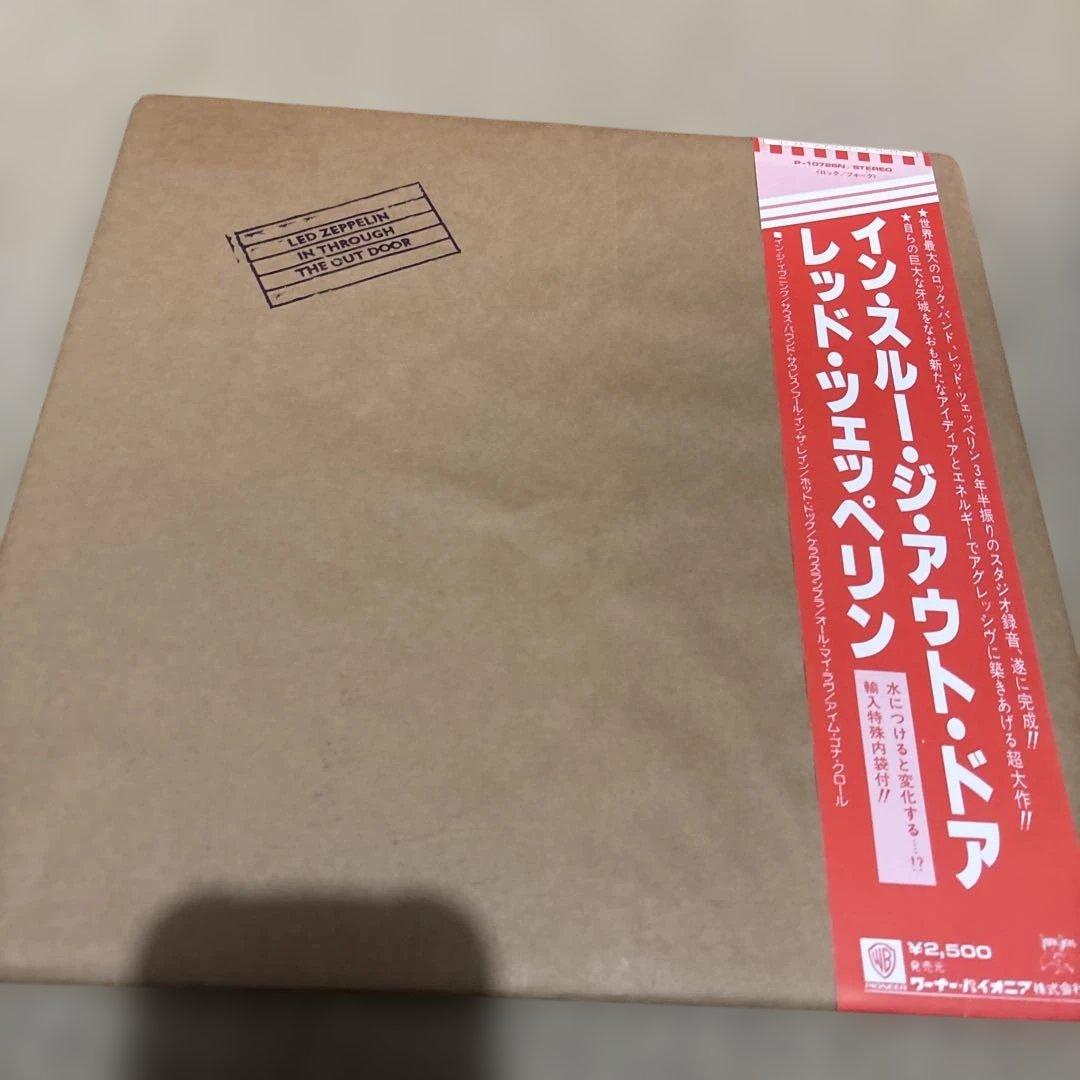 LED ZEPPELIN
IN THROUGH
THE OUT DOOR
P-10726N/STEREO
(ロック/フォーク)
★世界最大のロック・バンド、レッド・ツェッペリン3年半振りのスタジオ録音、遂に完成!!
★自らの巨大な牙城をなおも新たなアイディアとエネルギーでアグレッシヴに築きあげる超大作!!
イン・スルー・ジ・アウト・ドア
レッド・ツェッペリン
■イン・ジ・イヴニング/サウス・バウンド・サウレス/フール・イン・ザ・レイン/ホット・ドッグ/ケラウズランブラ/オール・マイ・ラヴ/アイム・ゴナ・クロール
水につけると変化する…!?
輸入特殊内袋付!!
WB
PIONEER
¥2,500
発売元
ワーナー・パイオニア株式会社